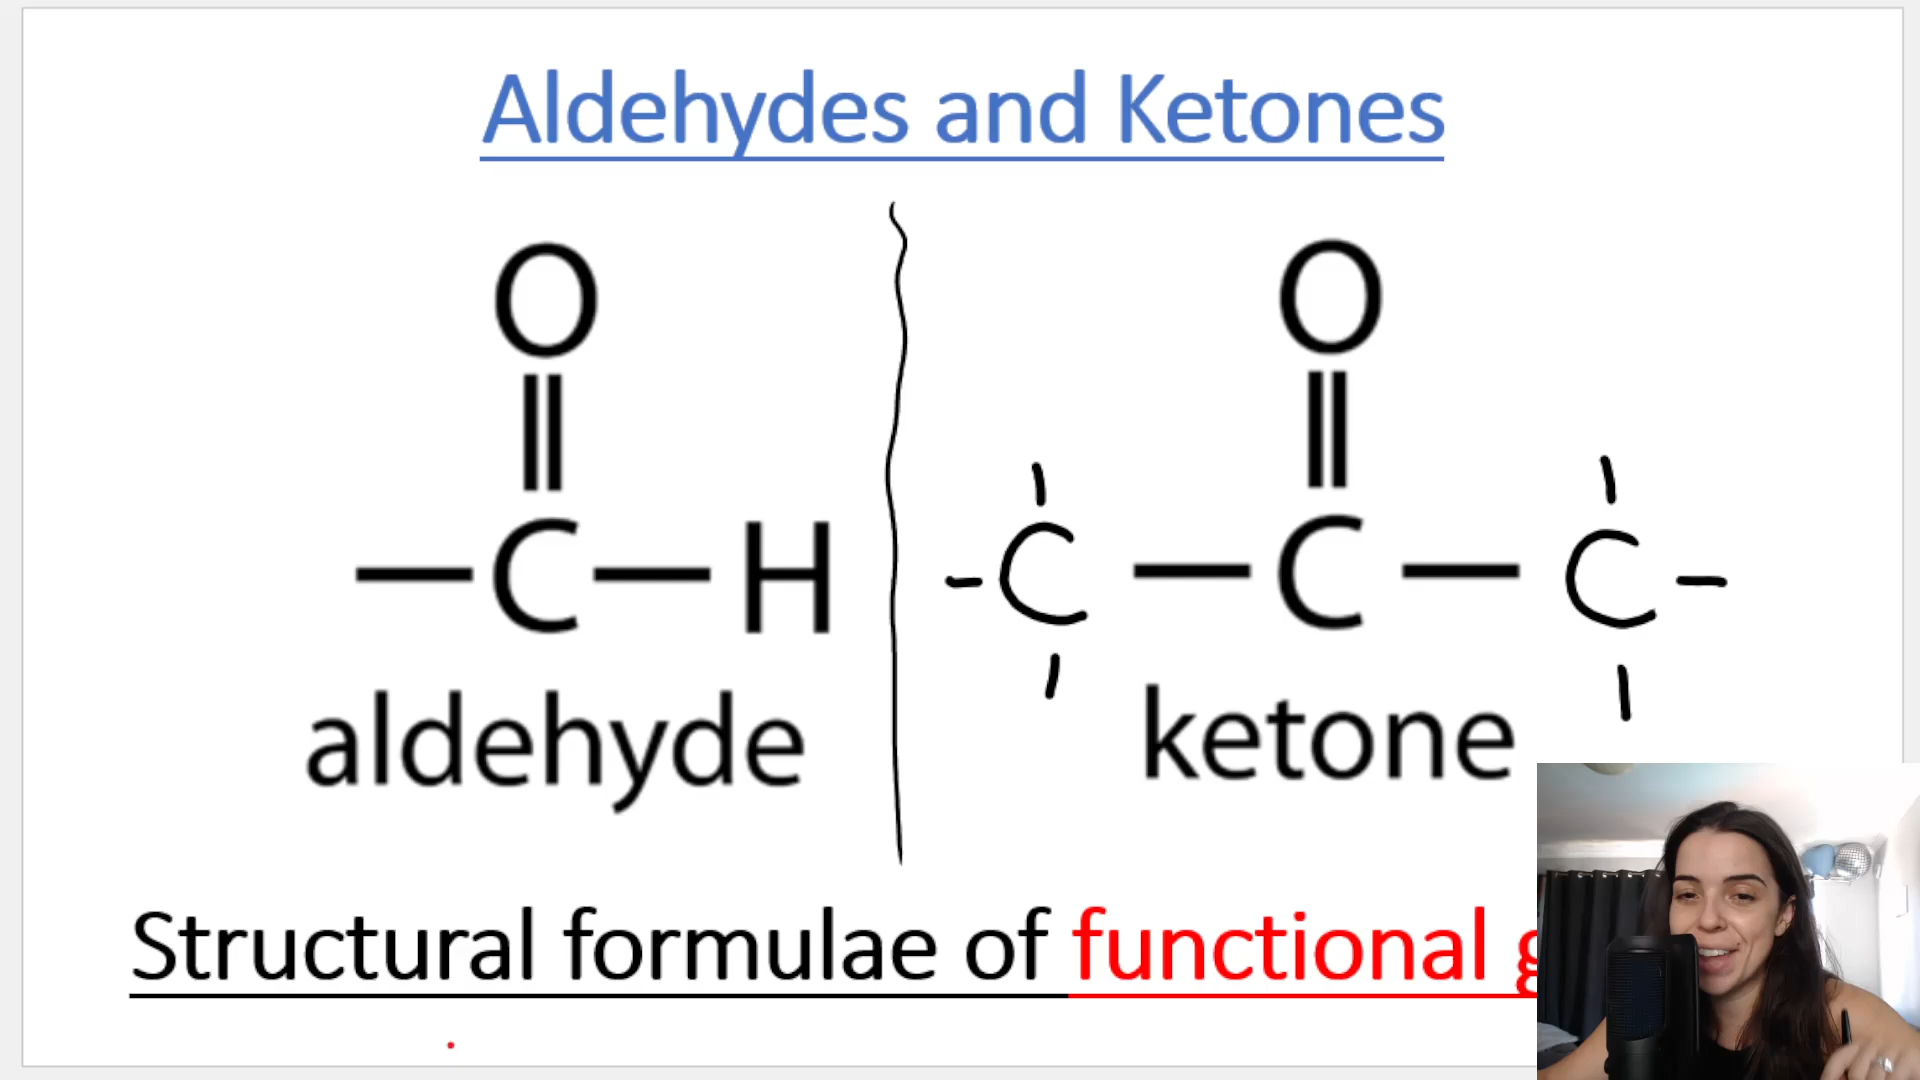 Aldehydes and Ketones
O
C H
aldehyde
O
C C C
ketone
Structural formulae of functional